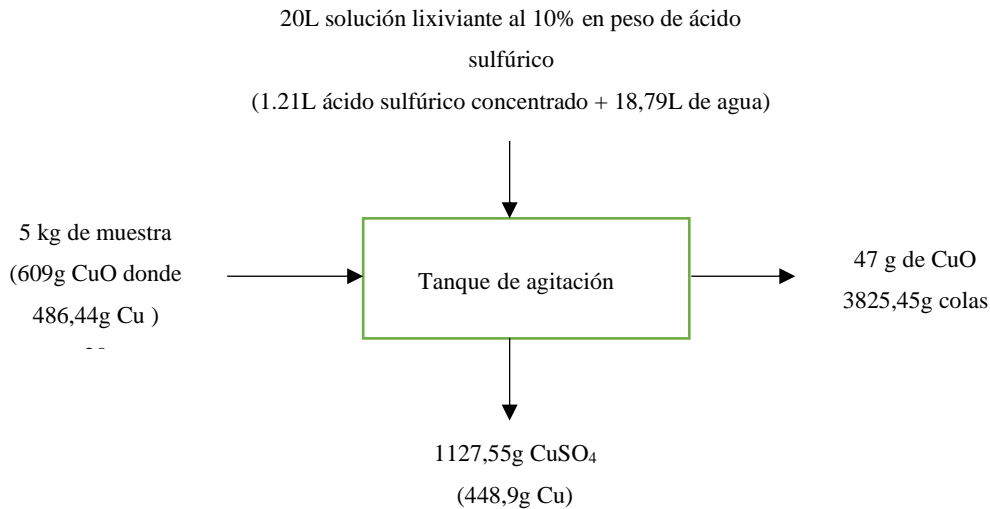 20L solución lixiviante al 10% en peso de ácido
sulfúrico
(1.21L ácido sulfúrico concentrado + 18,79L de agua)
5 kg de muestra
(609g CuO donde
486,44g Cu )
Tanque de agitación
47 g de CuO
3825,45g colas
1127,55g CuSO₄
(448,9g Cu)